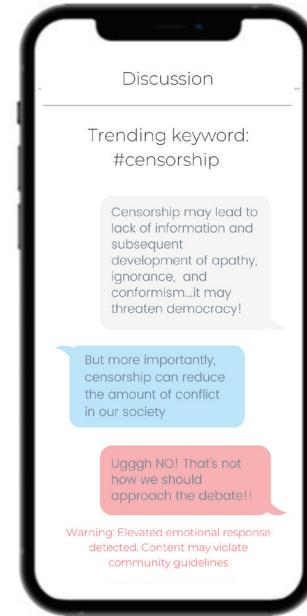 Discussion
Trending keyword:
#censorship
Censorship may lead to
lack of information and
subsequent
development of apathy,
ignorance, and
conformism...it may
threaten democracy!
But more importantly,
censorship can reduce
the amount of conflict
in our society
Ugggh NO! That's not
how we should
approach the debate!!
Warning: Elevated emotional response
detected. Content may violate
community guidelines